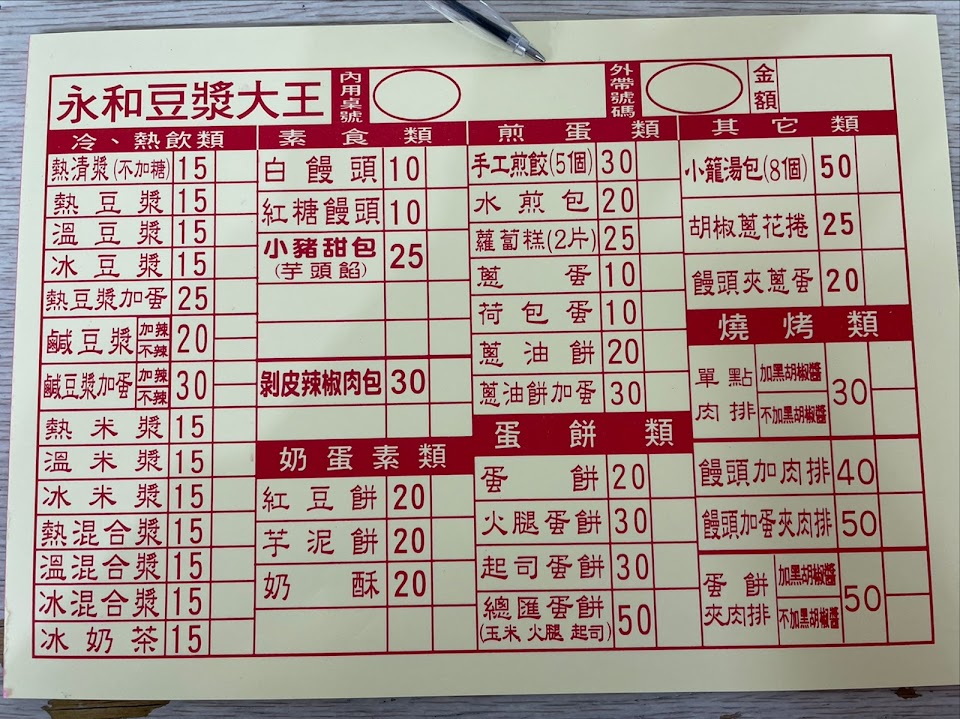 永和豆漿大王
內用桌號
外帶號碼
金額
冷、熱飲類
熱清漿(不加糖) 15
熱豆漿 15
溫豆漿 15
冰豆漿 15
熱豆漿加蛋 25
鹹豆漿 加辣 不辣 20
鹹豆漿加蛋 加辣 不辣 30
熱米漿 15
溫米漿 15
冰米漿 15
熱混合漿 15
溫混合漿 15
冰混合漿 15
冰奶茶 15
素食類
白饅頭 10
紅糖饅頭 10
小豬甜包 25
(芋頭餡)
剝皮辣椒肉包 30
奶蛋素類
紅豆餅 20
芋泥餅 20
奶酥 20
煎蛋類
手工煎餃(5個) 30
水煎包 20
蘿蔔糕(2片) 25
蔥蛋 10
荷包蛋 10
蔥油餅 20
蔥油餅加蛋 30
蛋餅類
蛋餅 20
火腿蛋餅 30
起司蛋餅 30
總匯蛋餅 50
(玉米 火腿 起司)
其它類
小籠湯包(8個) 50
胡椒蔥花捲 25
饅頭夾蔥蛋 20
燒烤類
單點肉排 加黑胡椒醬 不加黑胡椒醬 30
饅頭加肉排 40
饅頭加蛋夾肉排 50
蛋餅夾肉排 加黑胡椒醬 不加黑胡椒醬 50